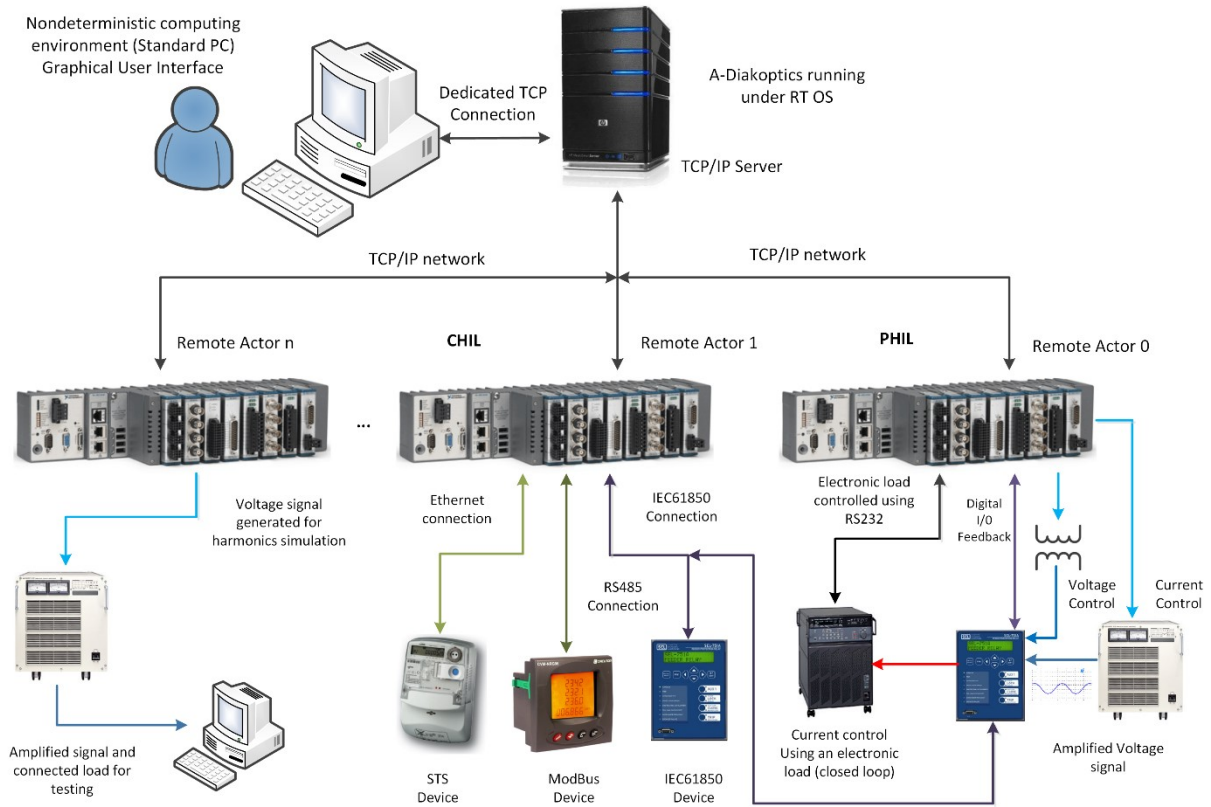 Nondeterministic computing
environment (Standard PC)
Graphical User Interface
Dedicated TCP
Connection
A-Diakoptics running
under RT OS
TCP/IP Server
TCP/IP network
TCP/IP network
Remote Actor n
CHIL
Remote Actor 1
PHIL
Remote Actor 0
...
Voltage signal
generated for
harmonics simulation
Ethernet
connection
IEC61850
Connection
Electronic load
controlled using
RS232
Digital
I/0
Feedback
RS485
Connection
Voltage
Control
Current
Control
Amplified signal and
connected load for
testing
STS
Device
ModBus
Device
IEC61850
Device
Current control
Using an electronic
load (closed loop)
Amplified Voltage
signal